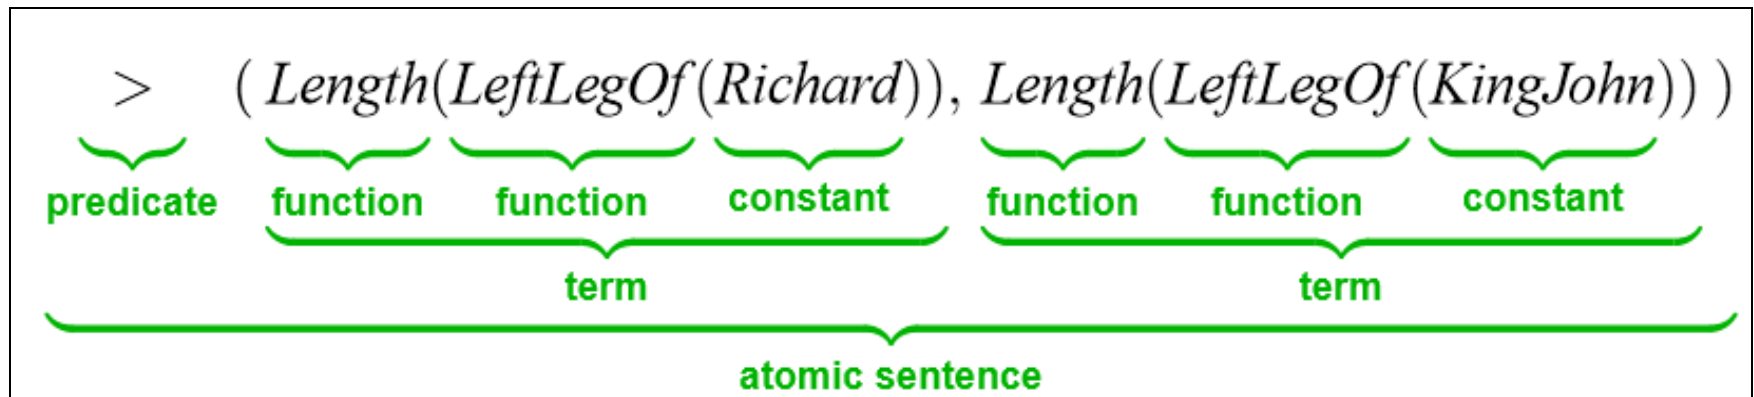 > ( Length(LeftLegOf(Richard)), Length(LeftLegOf(KingJohn)) )
predicate function function constant function function constant
term term
atomic sentence